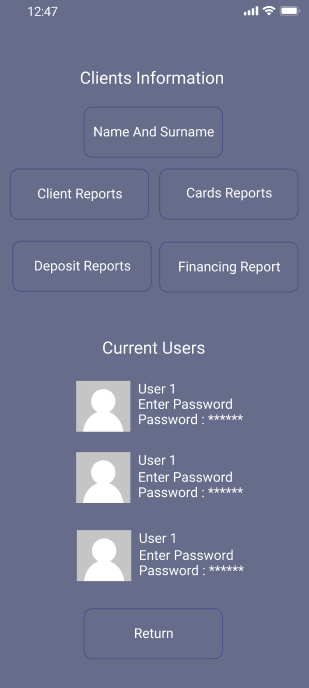 12:47
Clients Information
Name And Surname
Client Reports
Cards Reports
Deposit Reports
Financing Report
Current Users
User 1
Enter Password
Password : ******
User 1
Enter Password
Password : ******
User 1
Enter Password
Password : ******
Return